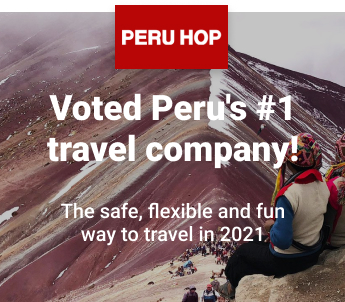 PERU HOP
Voted Peru's #1
travel company!
The safe, flexible and fun
way to travel in 2021